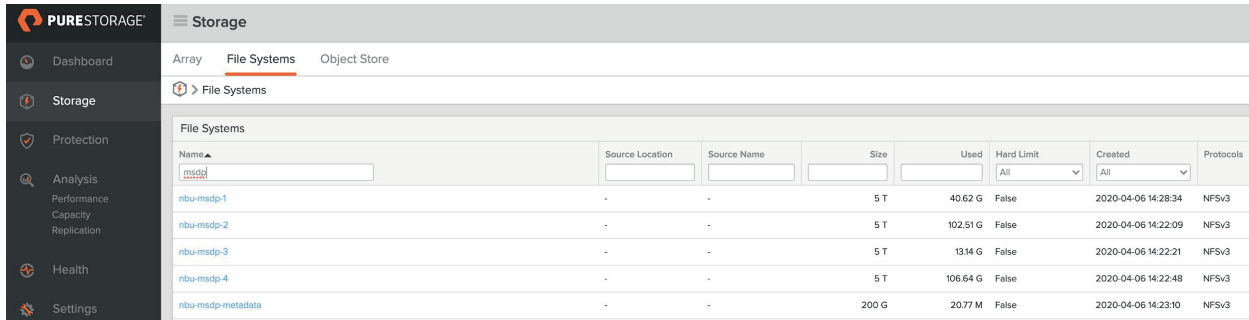 PURESTORAGE®
Storage
Dashboard
Storage
Protection
Analysis
Performance
Capacity
Replication
Health
Settings
Array File Systems Object Store
> File Systems
File Systems
Name Source Location Source Name Size Used Hard Limit Created Protocols
msdp All All
nbu-msdp-1 - - 5 T 40.62 G False 2020-04-06 14:28:34 NFSv3
nbu-msdp-2 - - 5 T 102.51 G False 2020-04-06 14:22:09 NFSv3
nbu-msdp-3 - - 5 T 13.14 G False 2020-04-06 14:22:21 NFSv3
nbu-msdp-4 - - 5 T 106.64 G False 2020-04-06 14:22:48 NFSv3
nbu-msdp-metadata - - 200 G 20.77 M False 2020-04-06 14:23:10 NFSv3